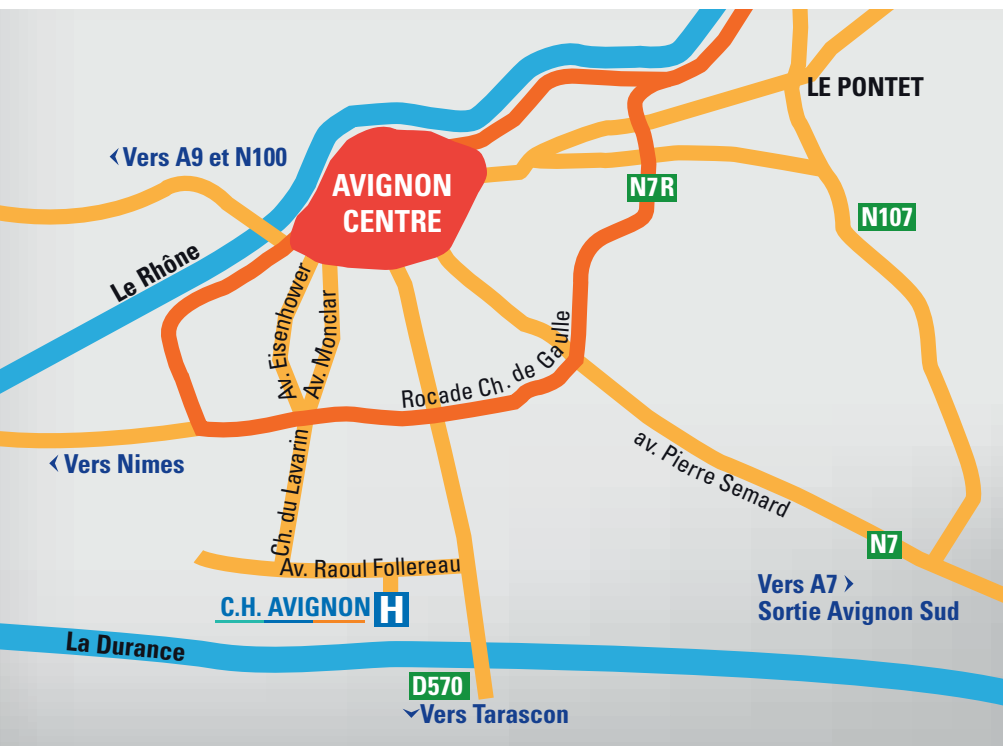 LE PONTET
Vers A9 et N100
AVIGNON
CENTRE
N7R
N107
Le Rhône
Av. Eisenhower
Av. Monclar
Rocade Ch. de Gaulle
Vers Nimes
av. Pierre Semard
Ch. du Lavarin
N7
Av. Raoul Follereau
Vers A7
Sortie Avignon Sud
C.H. AVIGNON H
La Durance
D570
Vers Tarascon